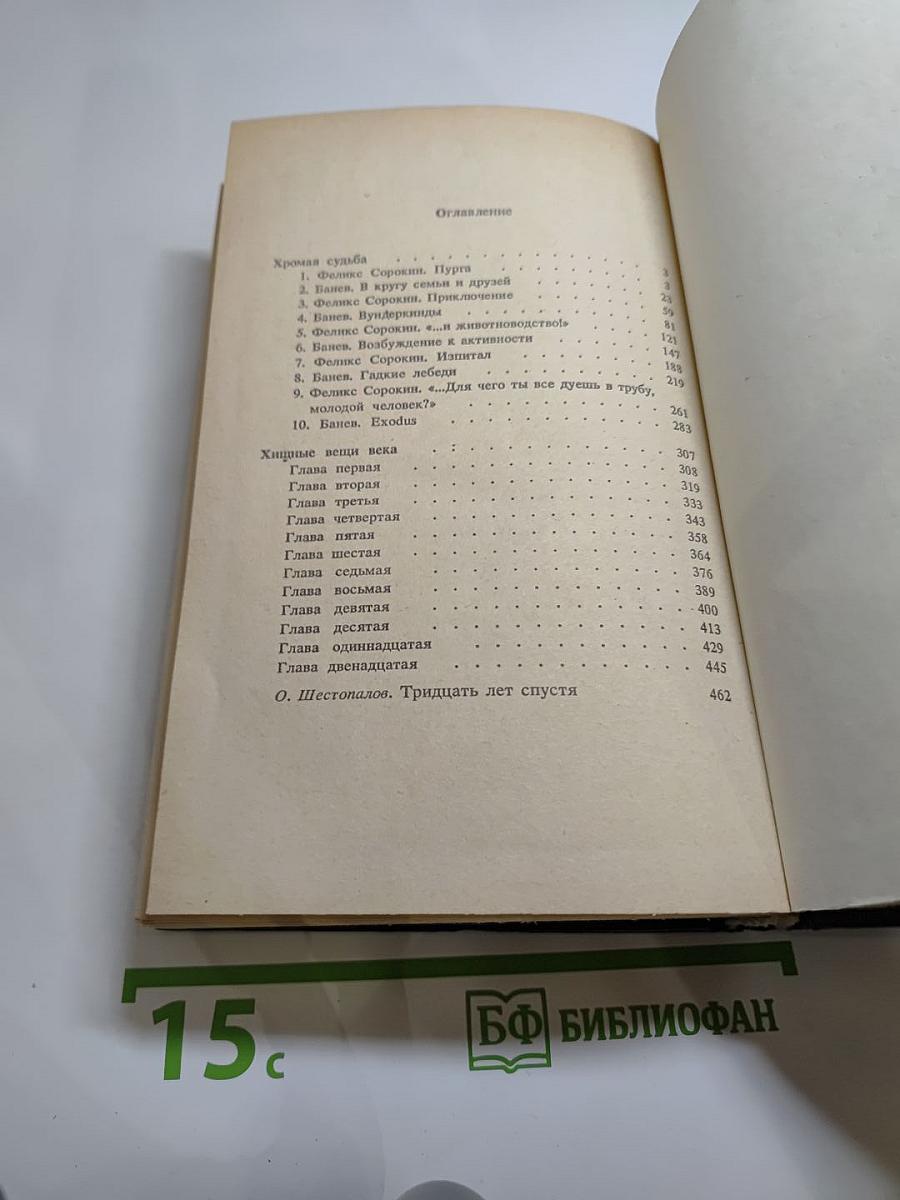 Оглавление
Хромая судьба . . . . . . . . . . . . . 3
1. Феликс Сорокин. Пурга . . . . . . . . 3
2. Банев. В кругу семьи и друзей . . . . . . 23
3. Феликс Сорокин. Приключение . . . . . . 59
4. Банев. Вундеркинды . . . . . . . . . 81
5. Феликс Сорокин. «...и животноводство!» . . . . 121
6. Банев. Возбуждение к активности . . . . . 147
7. Феликс Сорокин. Изпитал . . . . . . . 188
8. Банев. Гадкие лебеди . . . . . . . . . 219
9. Феликс Сорокин. «...Для чего ты все дуешь в трубу,
молодой человек?» . . . . . . . . . . 261
10. Банев. Exodus . . . . . . . . . . . 283
Хищные вещи века . . . . . . . . . . . . 307
Глава первая . . . . . . . . . . . . . 308
Глава вторая . . . . . . . . . . . . . 319
Глава третья . . . . . . . . . . . . . 333
Глава четвертая . . . . . . . . . . . . 343
Глава пятая . . . . . . . . . . . . . 358
Глава шестая . . . . . . . . . . . . . 364
Глава седьмая . . . . . . . . . . . . 376
Глава восьмая . . . . . . . . . . . . 389
Глава девятая . . . . . . . . . . . . 400
Глава десятая . . . . . . . . . . . . 413
Глава одиннадцатая . . . . . . . . . . . 429
Глава двенадцатая . . . . . . . . . . . 445
О. Шестопалов. Тридцать лет спустя 462
15 с
БФ БИБЛИОФАН